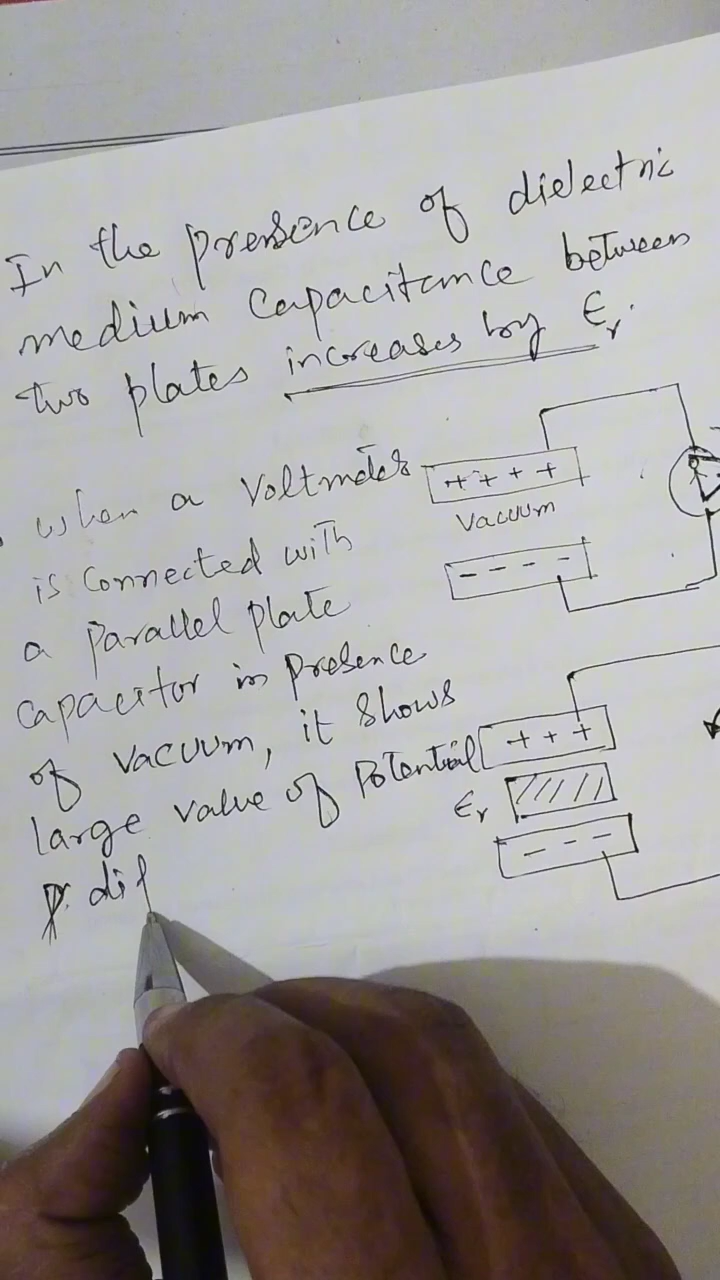 In the presence of dielectric
medium capacitance between
two plates increases by ϵr.
when a Voltmeter
is connected with
a parallel plate
capacitor in presence
of vacuum, it shows
large value of potential
dif
+ + + +
Vacuum
- - - -
+ + +
ϵr
- - -